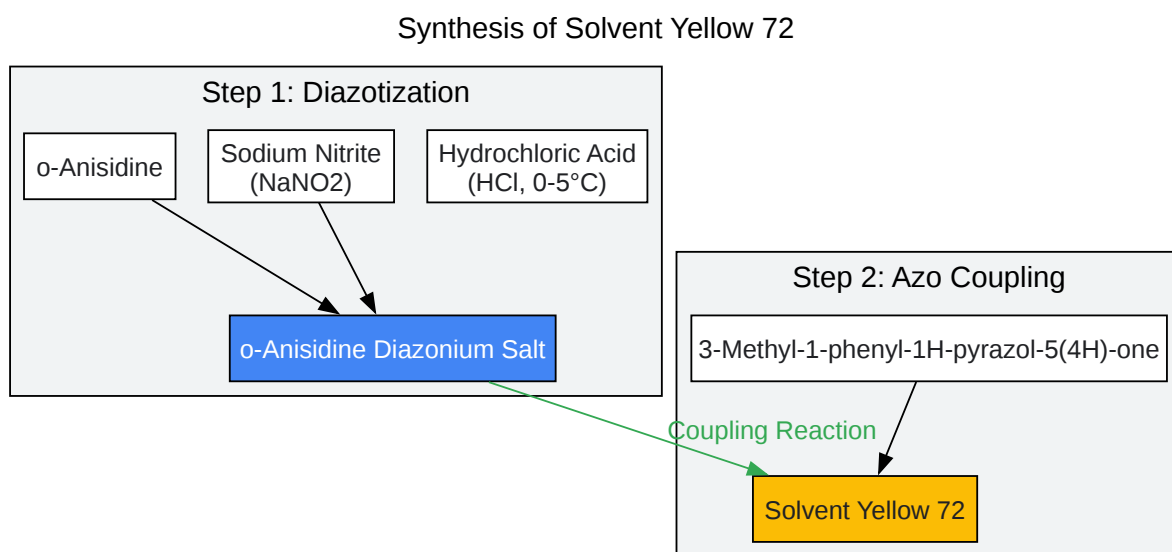 Synthesis of Solvent Yellow 72
Step 1: Diazotization
o-Anisidine
Sodium Nitrite
(NaNO2)
Hydrochloric Acid
(HCl, 0-5°C)
o-Anisidine Diazonium Salt
Step 2: Azo Coupling
3-Methyl-1-phenyl-1H-pyrazol-5(4H)-one
Coupling Reaction
Solvent Yellow 72